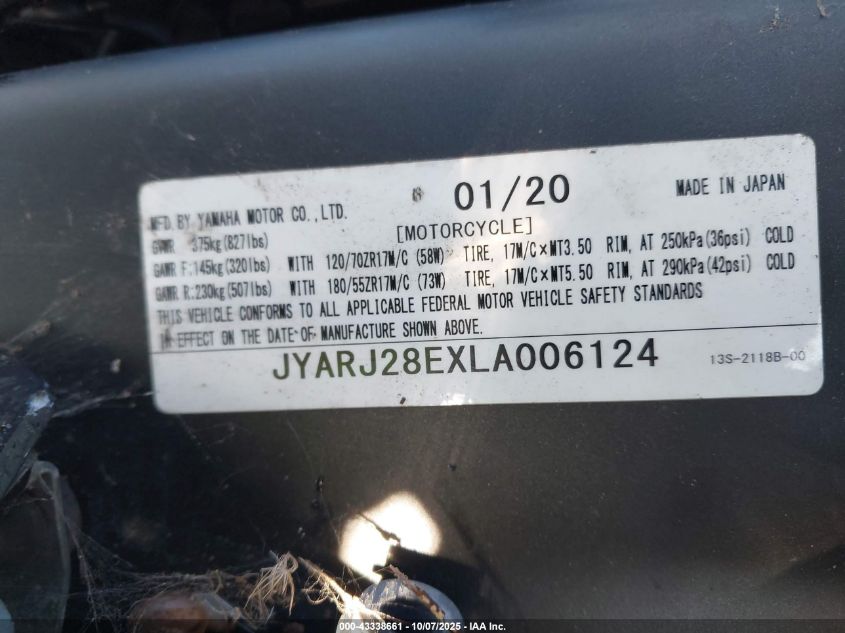 01/20
MADE IN JAPAN
MFD BY YAMAHA MOTOR CO.,LTD.
[MOTORCYCLE]
GVWR 375kg(827lbs)
GAWR F:145kg(320lbs) WITH 120/70ZR17M/C (58W) TIRE, 17M/C×MT3.50 RIM, AT 250kPa(36psi) COLD
GAWR R:230kg(507lbs) WITH 180/55ZR17M/C (73W) TIRE, 17M/C×MT5.50 RIM, AT 290kPa(42psi) COLD
THIS VEHICLE CONFORMS TO ALL APPLICABLE FEDERAL MOTOR VEHICLE SAFETY STANDARDS
IN EFFECT ON THE DATE OF MANUFACTURE SHOWN ABOVE.
JYARJ28EXLA006124
13S-2118B-00
000-43338661 - 10/07/2025 - IAA Inc.